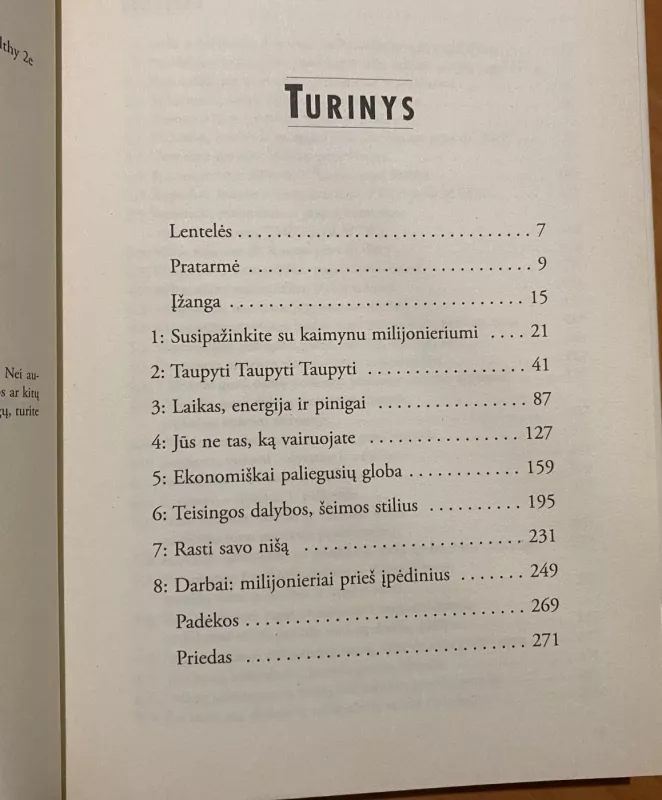 lthy 2e
Nei au-
os ar kitų
gų, turite
TURINYS
Lentelės . . . . . . . . . . . . . . . . . . . . . . . . . . . . . . 7
Pratarmė . . . . . . . . . . . . . . . . . . . . . . . . . . . . . 9
Įžanga . . . . . . . . . . . . . . . . . . . . . . . . . . . . . . 15
1: Susipažinkite su kaimynu milijonieriumi . . . . 21
2: Taupyti Taupyti Taupyti . . . . . . . . . . . . . . . . 41
3: Laikas, energija ir pinigai . . . . . . . . . . . . . . . 87
4: Jūs ne tas, ką vairuojate . . . . . . . . . . . . . . . 127
5: Ekonomiškai paliegusių globa . . . . . . . . . . . . 159
6: Teisingos dalybos, šeimos stilius . . . . . . . . . . 195
7: Rasti savo nišą . . . . . . . . . . . . . . . . . . . . . . 231
8: Darbai: milijonieriai prieš įpėdinius . . . . . . . 249
Padėkos . . . . . . . . . . . . . . . . . . . . . . . . . . . . 269
Priedas . . . . . . . . . . . . . . . . . . . . . . . . . . . . 271